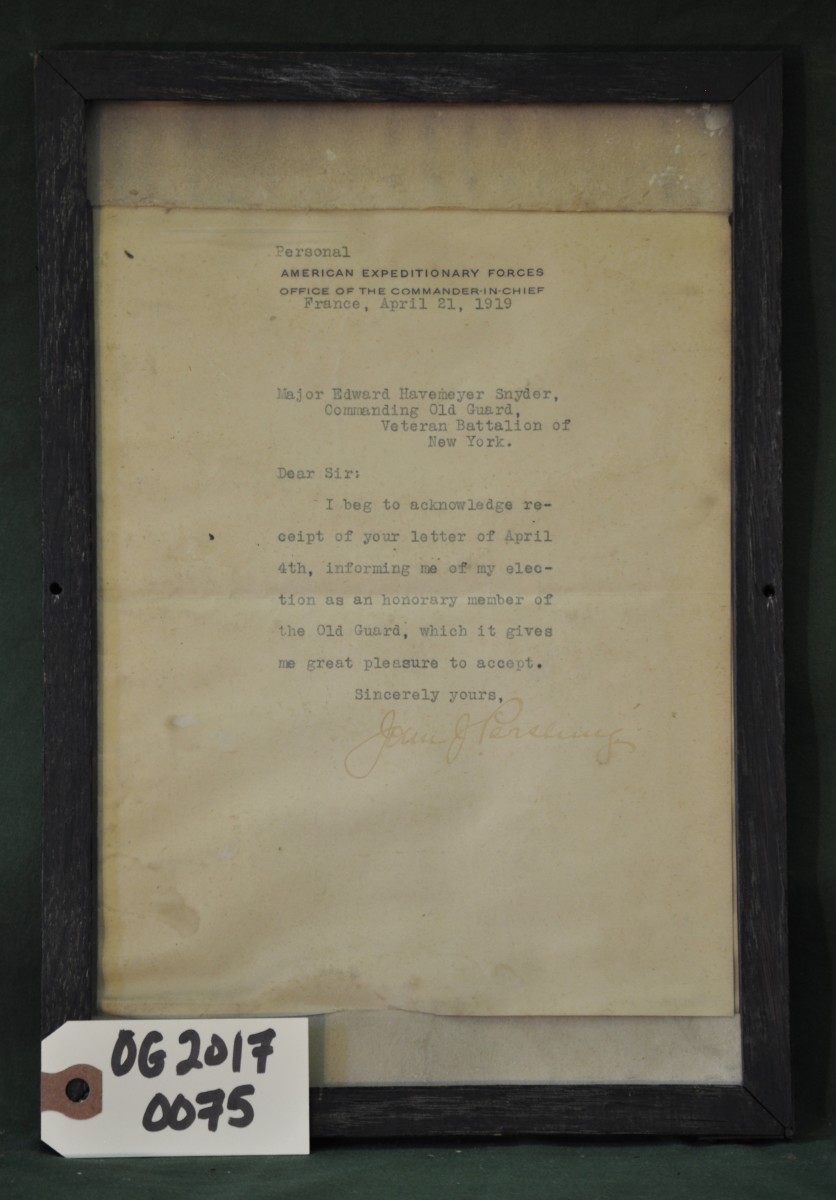 Personal
AMERICAN EXPEDITIONARY FORCES
OFFICE OF THE COMMANDER-IN-CHIEF
France, April 21, 1919
Major Edward Havemeyer Snyder,
Commanding Old Guard,
Veteran Battalion of
New York.
Dear Sir:
I beg to acknowledge re-
ceipt of your letter of April
4th, informing me of my elec-
tion as an honorary member of
the Old Guard, which it gives
me great pleasure to accept.
Sincerely yours,
John J Pershing
OG 2017
0075